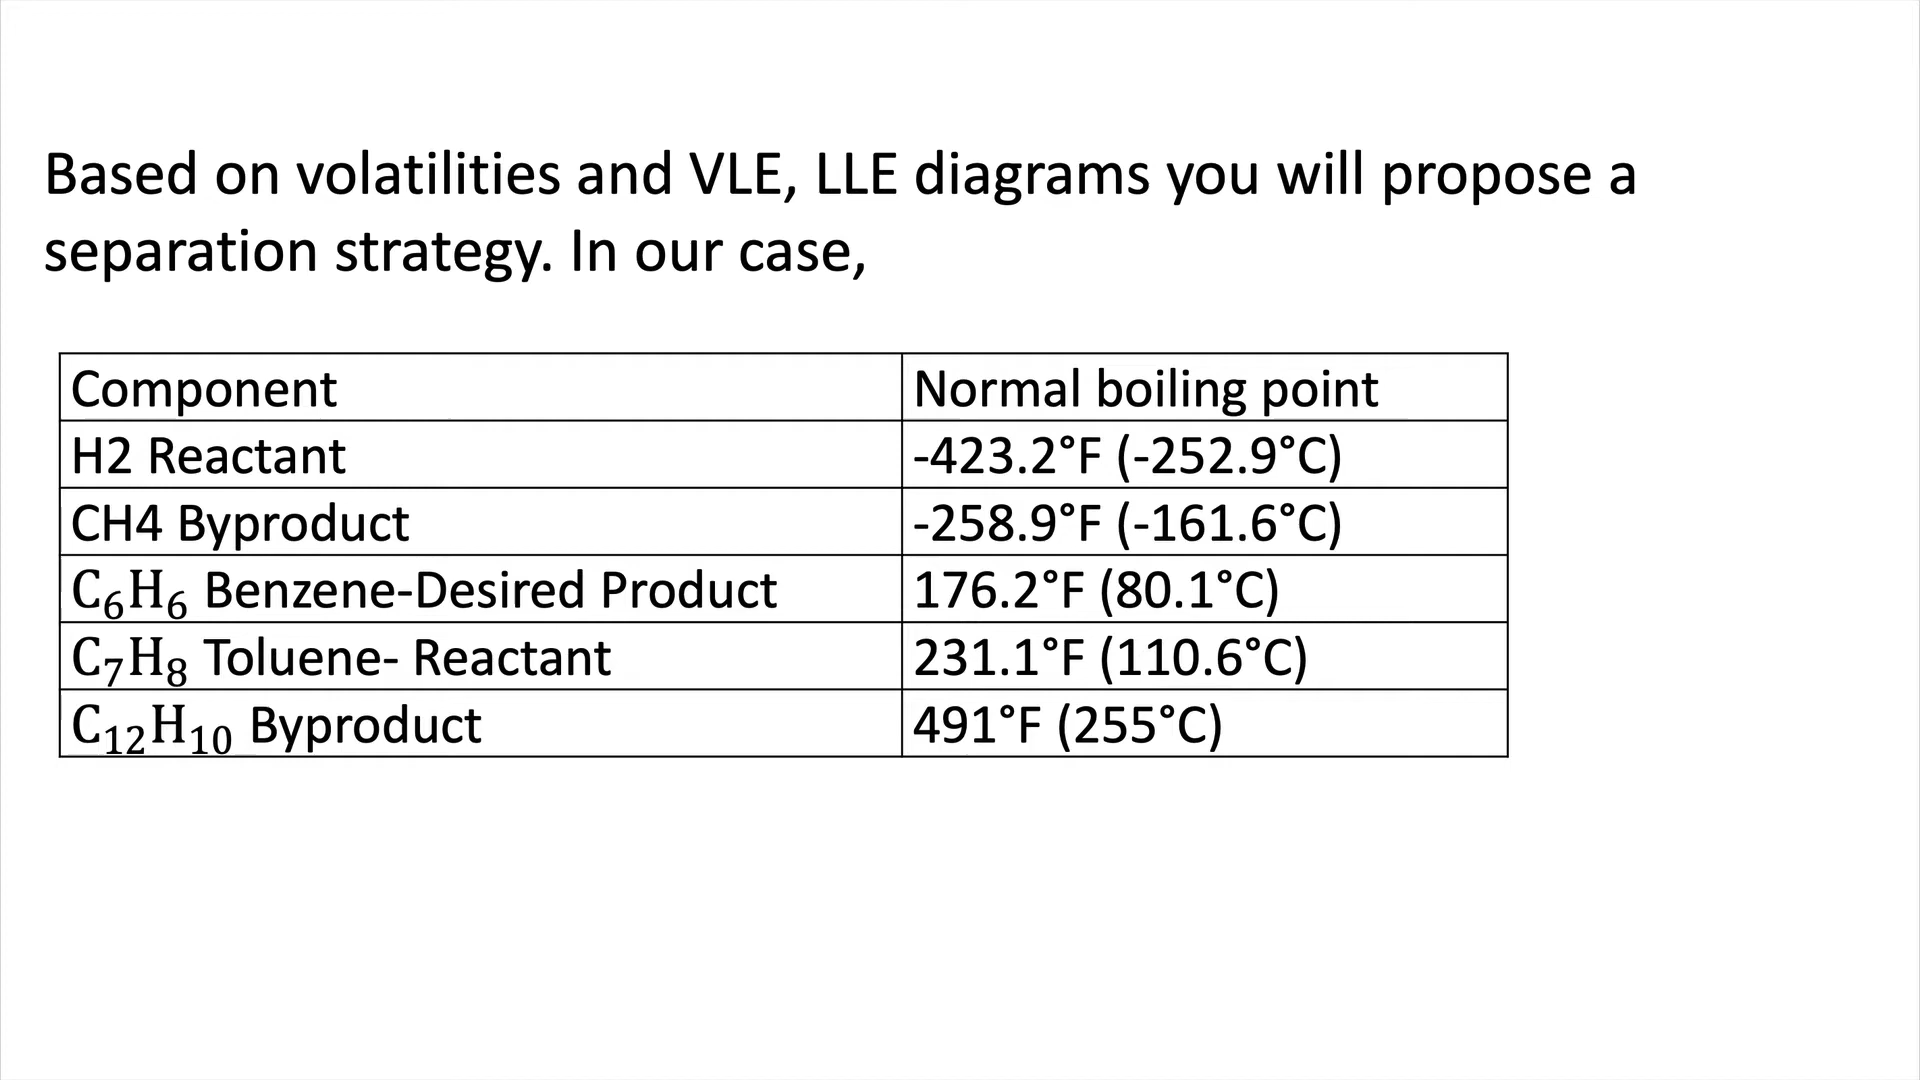 Based on volatilities and VLE, LLE diagrams you will propose a
separation strategy. In our case,
Component Normal boiling point
H2 Reactant -423.2°F (-252.9°C)
CH4 Byproduct -258.9°F (-161.6°C)
C₆H₆ Benzene-Desired Product 176.2°F (80.1°C)
C₇H₈ Toluene- Reactant 231.1°F (110.6°C)
C₁₂H₁₀ Byproduct 491°F (255°C)